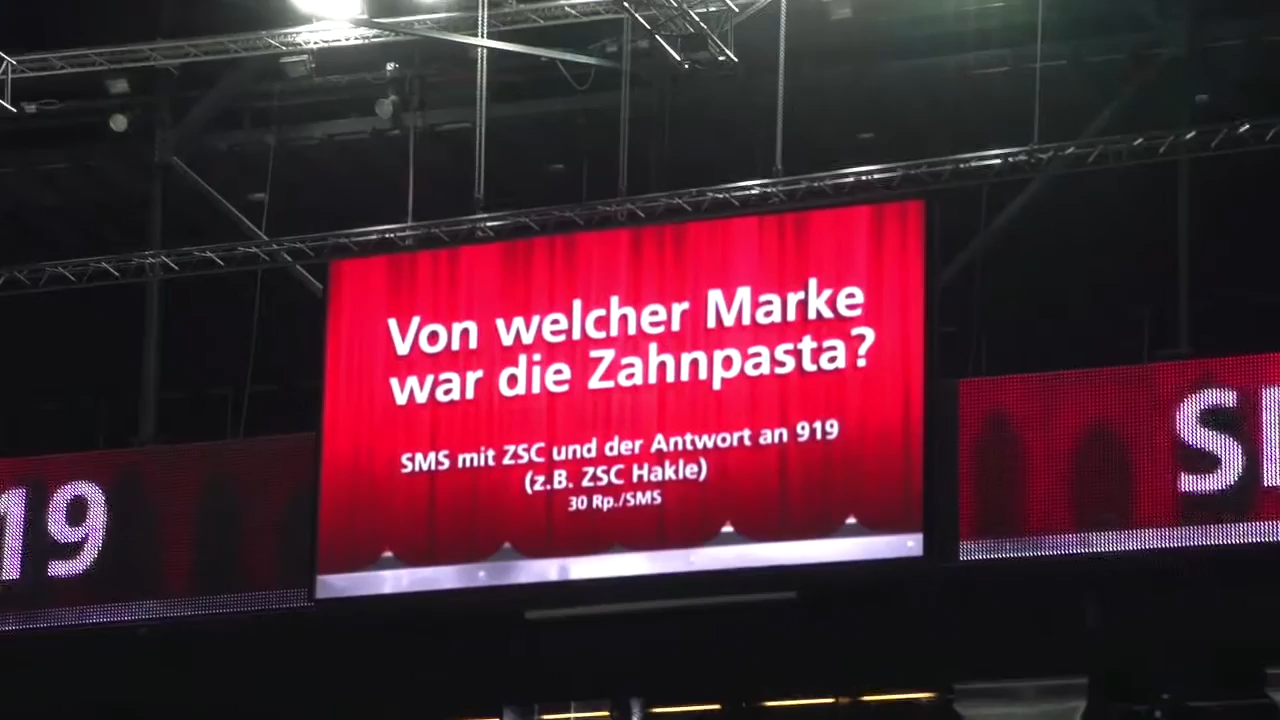 Von welcher Marke
war die Zahnpasta?
SMS mit ZSC und der Antwort an 919
(z.B. ZSC Hakle)
30 Rp./SMS
19